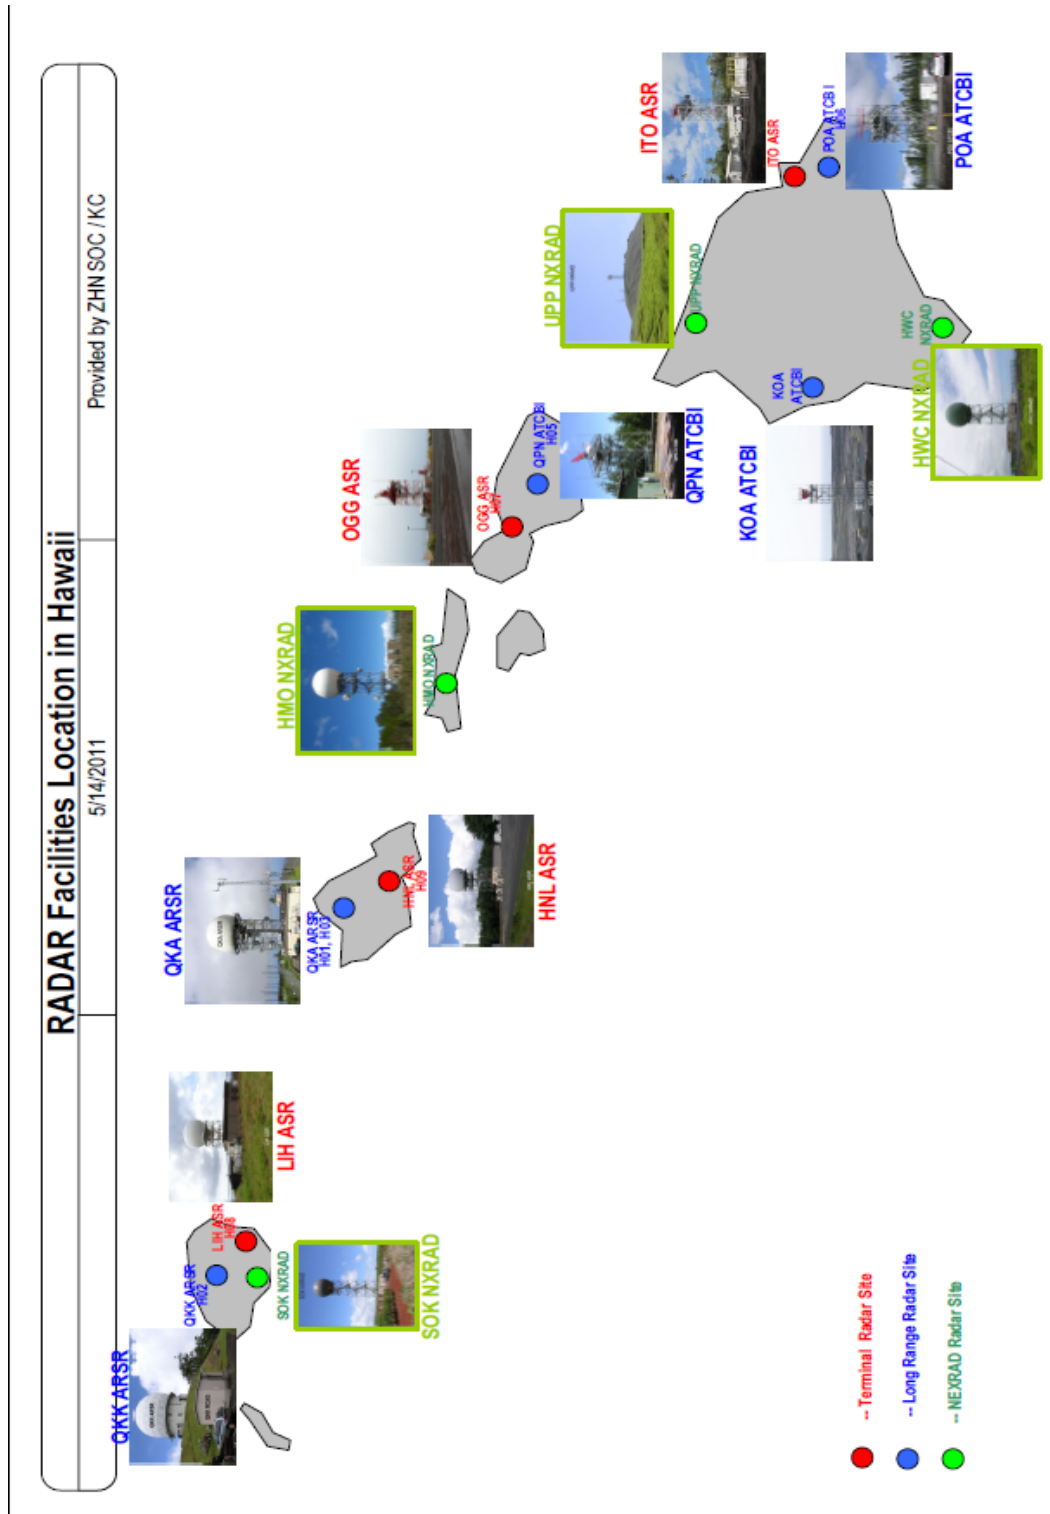 RADAR Facilities Location in Hawaii
5/14/2011
Provided by ZHN SOC / KC
QKK ARSR
QKK ARSR
H02
LIH ASR
H08
LIH ASR
SOK NXRAD
SOK NXRAD
QKA ARSR
QKA ARSR
H01, H03
HNL ASR
H09
HNL ASR
HMO NXRAD
HMO NXRAD
OGG ASR
OGG ASR
H07
QPN ATCBI
H05
QPN ATCBI
UPP NXRAD
UPP NXRAD
ITO ASR
ITO ASR
POA ATCBI
H06
POA ATCBI
KOA
ATCBI
KOA ATCBI
HWC
NXRAD
HWC NXRAD
-- Terminal Radar Site
-- Long Range Radar Site
-- NEXRAD Radar Site